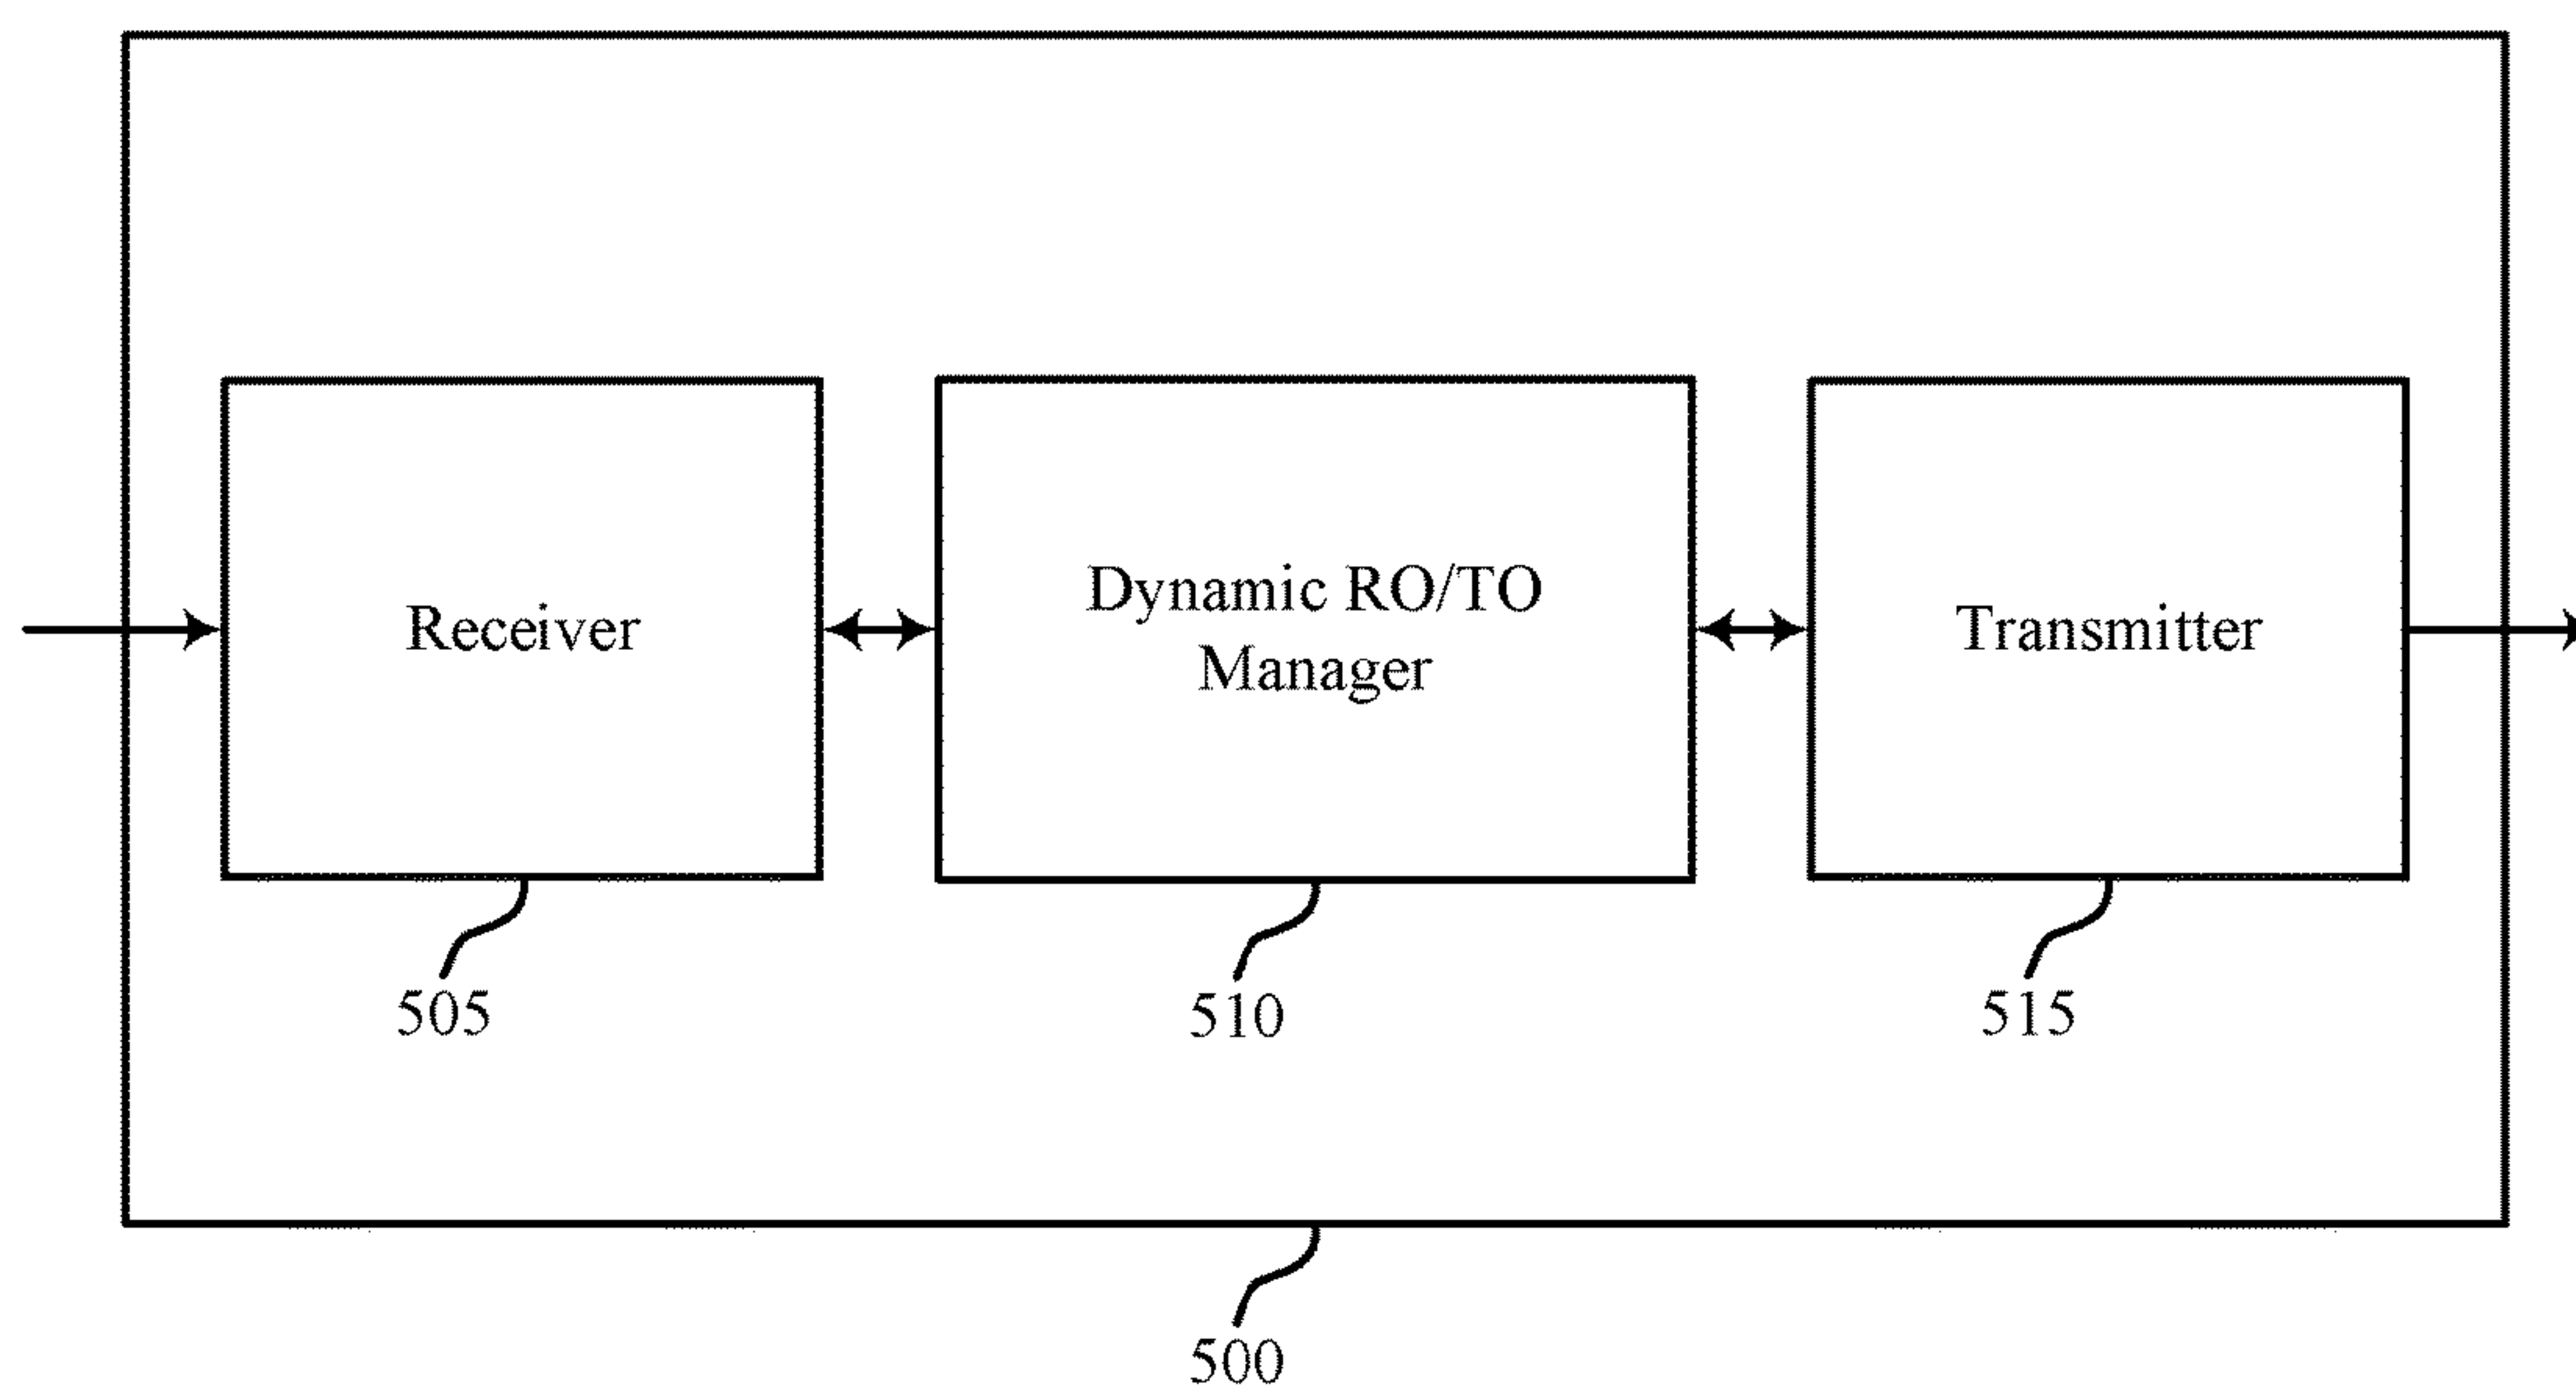 Receiver
Dynamic RO/TO
Manager
Transmitter
505
510
515
500